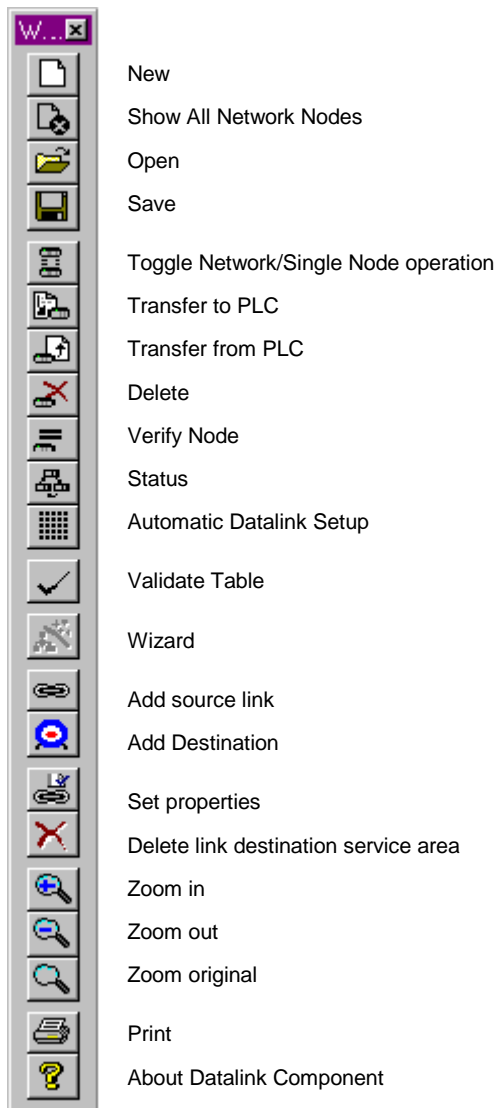 W...
New
Show All Network Nodes
Open
Save
Toggle Network/Single Node operation
Transfer to PLC
Transfer from PLC
Delete
Verify Node
Status
Automatic Datalink Setup
Validate Table
Wizard
Add source link
Add Destination
Set properties
Delete link destination service area
Zoom in
Zoom out
Zoom original
Print
About Datalink Component